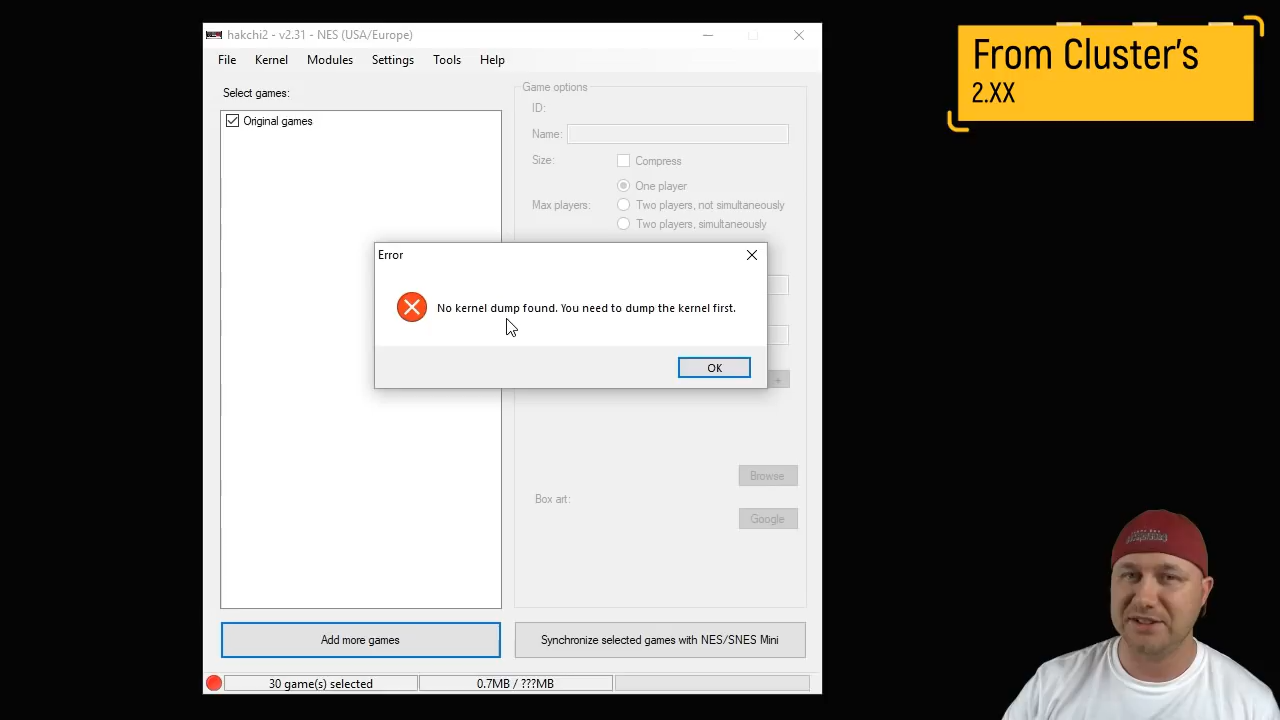 hakchi2 - v2.31 - NES (USA/Europe)
File Kernel Modules Settings Tools Help
Select games:
Original games
Game options
ID:
Name:
Size:
Compress
One player
Max players:
Two players, not simultaneously
Two players, simultaneously
Error
No kernel dump found. You need to dump the kernel first.
OK
+
Browse
Box art:
Google
Add more games
Synchronize selected games with NES/SNES Mini
30 game(s) selected
0.7MB / ???MB
From Cluster's
2.XX